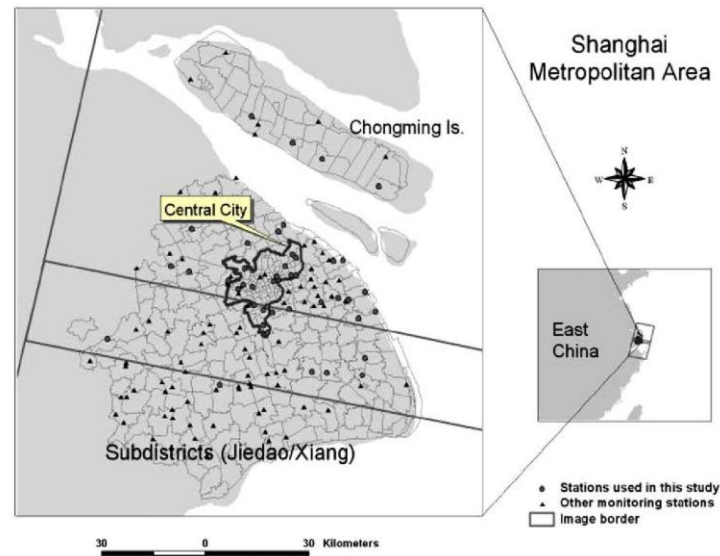 Shanghai
Metropolitan Area
Chongming Is.
N
W E
S
Central City
East
China
Subdistricts (Jiedao/Xiang)
Stations used in this study
Other monitoring stations
Image border
30 0 30 Kilometers